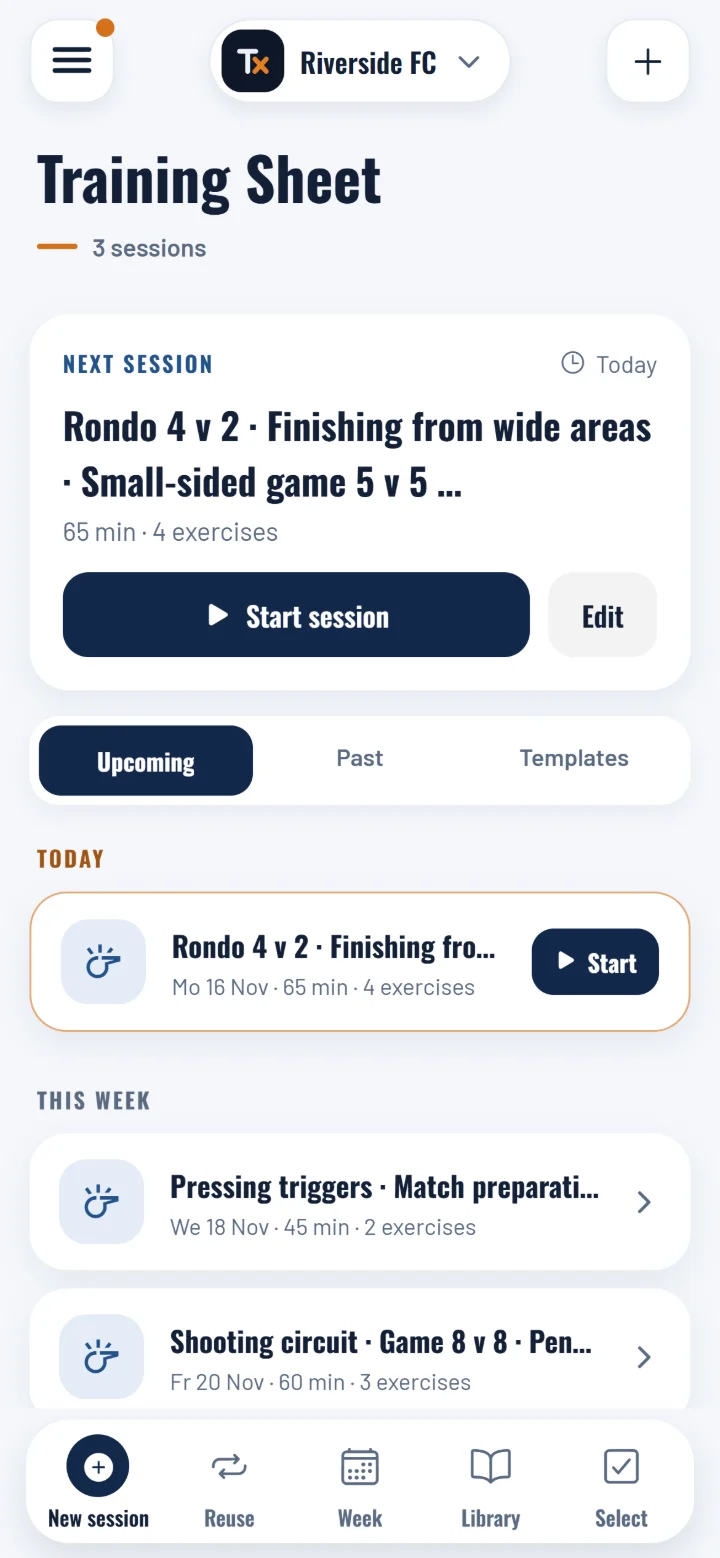 Tx Riverside FC
Training Sheet
3 sessions
NEXT SESSION
Today
Rondo 4 v 2 · Finishing from wide areas
· Small-sided game 5 v 5 ...
65 min · 4 exercises
Start session
Edit
Upcoming
Past
Templates
TODAY
Rondo 4 v 2 · Finishing fro...
Mo 16 Nov · 65 min · 4 exercises
Start
THIS WEEK
Pressing triggers · Match preparati...
We 18 Nov · 45 min · 2 exercises
Shooting circuit · Game 8 v 8 · Pen...
Fr 20 Nov · 60 min · 3 exercises
New session
Reuse
Week
Library
Select